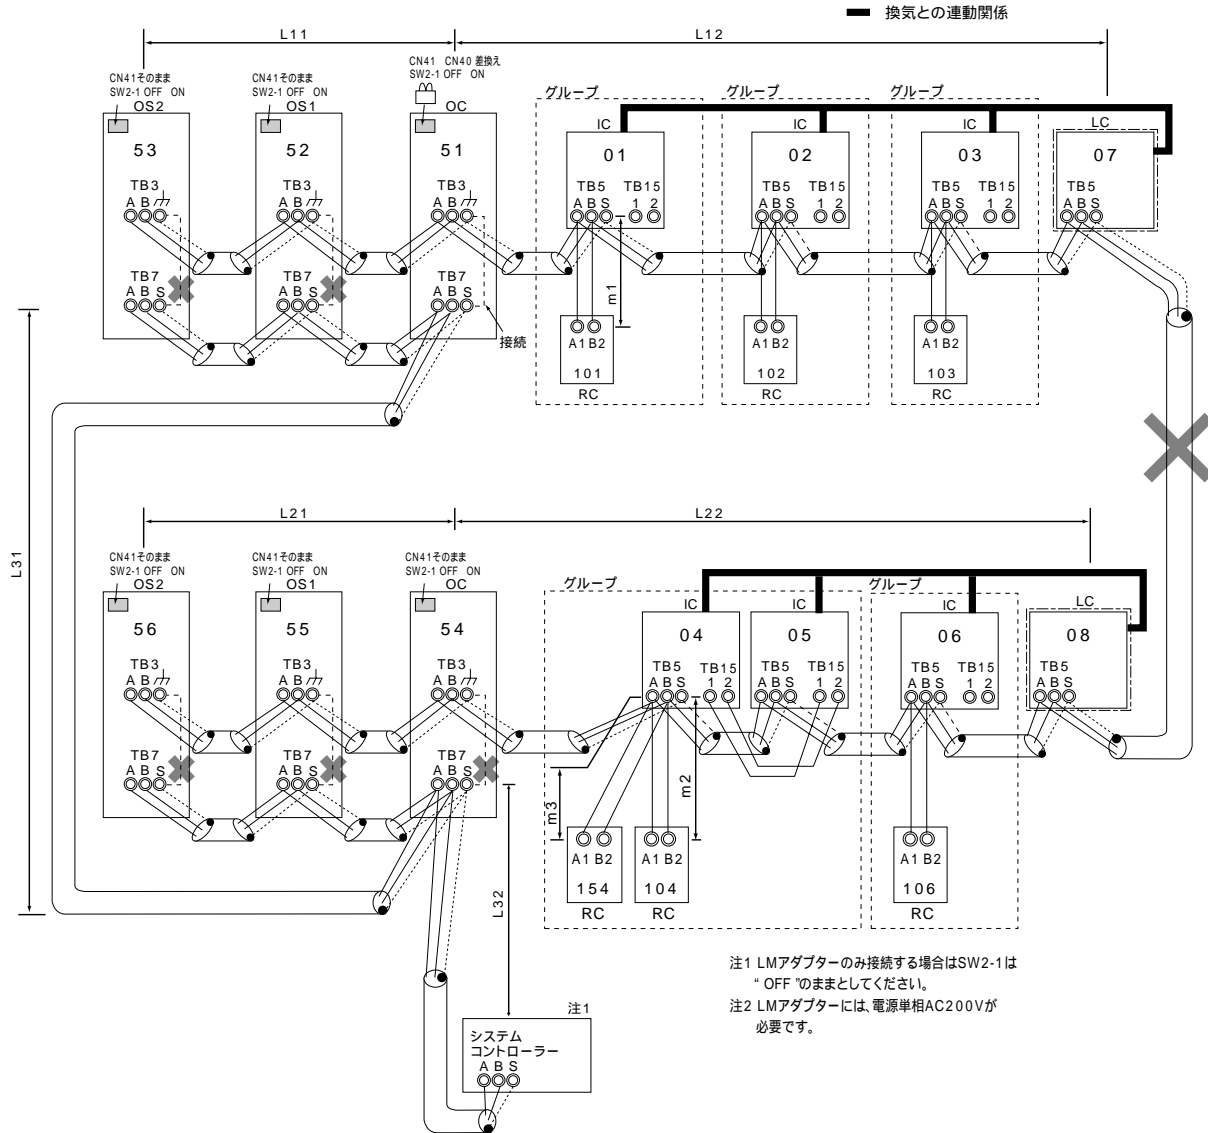 換気との連動関係
L11
L12
CN41そのまま
SW2-1 OFF ON
OS2
CN41そのまま
SW2-1 OFF ON
OS1
CN41 CN40 差換え
SW2-1 OFF ON
OC
グループ
グループ
グループ
IC
IC
IC
LC
53
52
51
01
02
03
07
TB3
A B
TB3
A B
TB3
A B
TB5 TB15
A B S 1 2
TB5 TB15
A B S 1 2
TB5 TB15
A B S 1 2
TB5
A B S
TB7
A B S
TB7
A B S
TB7
A B S
接続
m1
A1 B2
101
RC
A1 B2
102
RC
A1 B2
103
RC
L31
L21
L22
CN41そのまま
SW2-1 OFF ON
OS2
CN41そのまま
SW2-1 OFF ON
OS1
CN41そのまま
SW2-1 OFF ON
OC
グループ
グループ
IC
IC
IC
LC
56
55
54
04
05
06
08
TB3
A B
TB3
A B
TB3
A B
TB5 TB15
A B S 1 2
TB5 TB15
A B S 1 2
TB5 TB15
A B S 1 2
TB5
A B S
TB7
A B S
TB7
A B S
TB7
A B S
m3
m2
A1 B2
154
RC
A1 B2
104
RC
A1 B2
106
RC
L32
注1 LMアダプターのみ接続する場合はSW2-1は
“ OFF ”のままとしてください。
注2 LMアダプターには、電源単相AC200Vが
必要です。
注1
システム
コントローラー
A B S